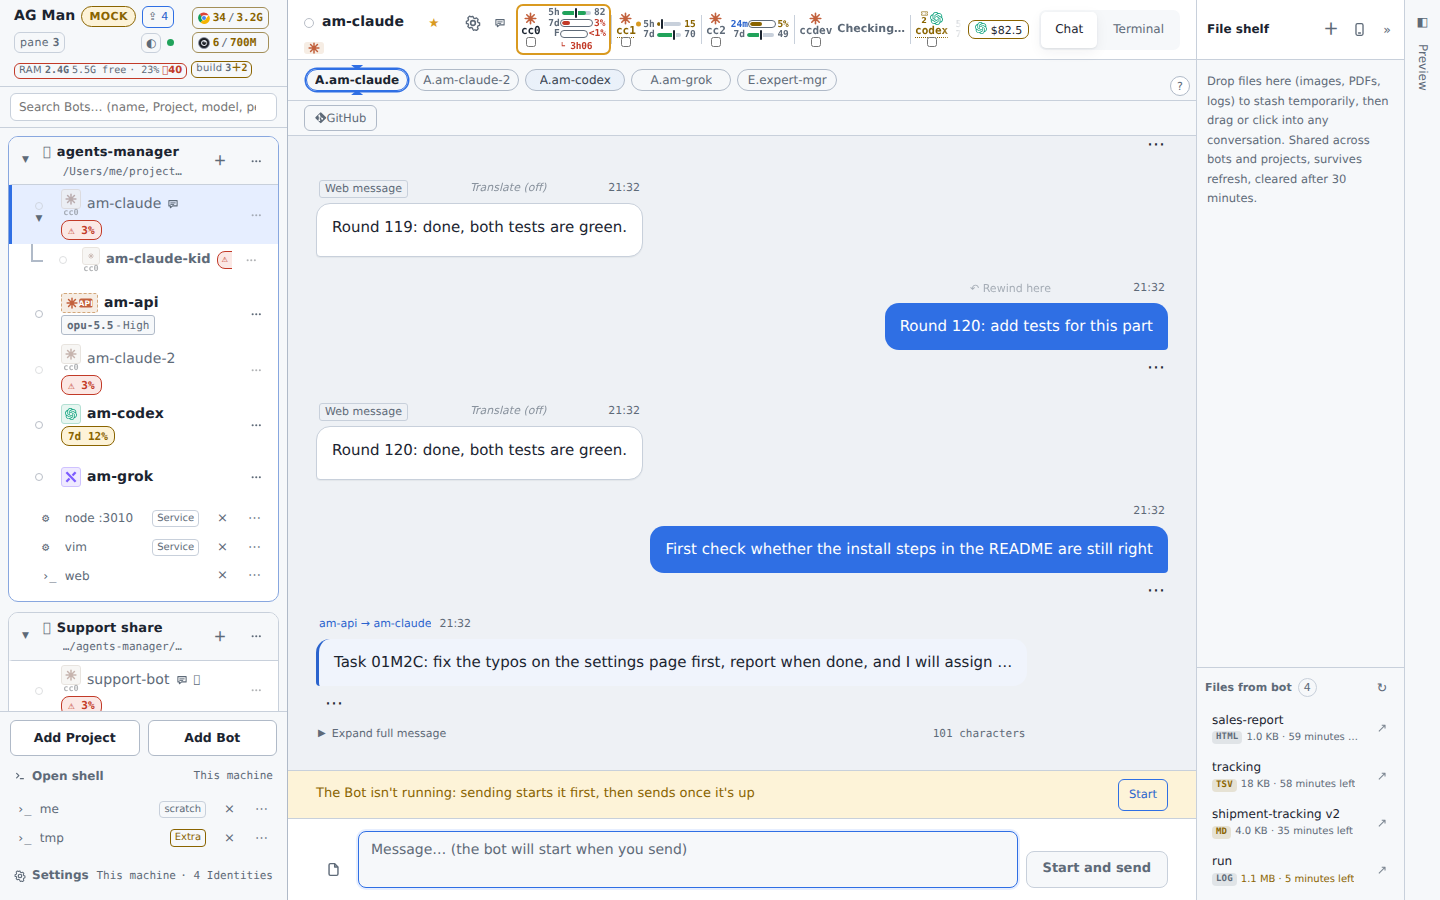 AG Man MOCK 4
34 / 3.2G
pane 3
6 / 700M
RAM 2.4G 5.5G free · 23% 40
build 3+2
Search Bots… (name, Project, model, pe
agents-manager
/Users/me/project…
am-claude
cc0
3%
am-claude-kid
cc0
API am-api
opu-5.5 - High
am-claude-2
cc0
3%
am-codex
7d 12%
am-grok
node :3010 Service
vim Service
web
Support share
…/agents-manager/…
support-bot
cc0
3%
Add Project Add Bot
Open shell This machine
me scratch
tmp Extra
Settings This machine · 4 Identities
am-claude
cc0
5h 82
7d 3%
F <1%
3h06
cc1
5h 15
7d 70
cc2
24m 5%
7d 49
ccdev Checking…
2
codex
$82.5
Chat Terminal
A.am-claude A.am-claude-2 A.am-codex A.am-grok E.expert-mgr ?
GitHub
…
Web message Translate (off) 21:32
Round 119: done, both tests are green.
↶ Rewind here 21:32
Round 120: add tests for this part
…
Web message Translate (off) 21:32
Round 120: done, both tests are green.
21:32
First check whether the install steps in the README are still right
…
am-api → am-claude 21:32
Task 01M2C: fix the typos on the settings page first, report when done, and I will assign …
…
Expand full message 101 characters
The Bot isn't running: sending starts it first, then sends once it's up Start
Message… (the bot will start when you send)
Start and send
File shelf
Drop files here (images, PDFs,
logs) to stash temporarily, then
drag or click into any
conversation. Shared across
bots and projects, survives
refresh, cleared after 30
minutes.
Files from bot 4
sales-report
HTML 1.0 KB · 59 minutes …
tracking
TSV 18 KB · 58 minutes left
shipment-tracking v2
MD 4.0 KB · 35 minutes left
run
LOG 1.1 MB · 5 minutes left
Preview